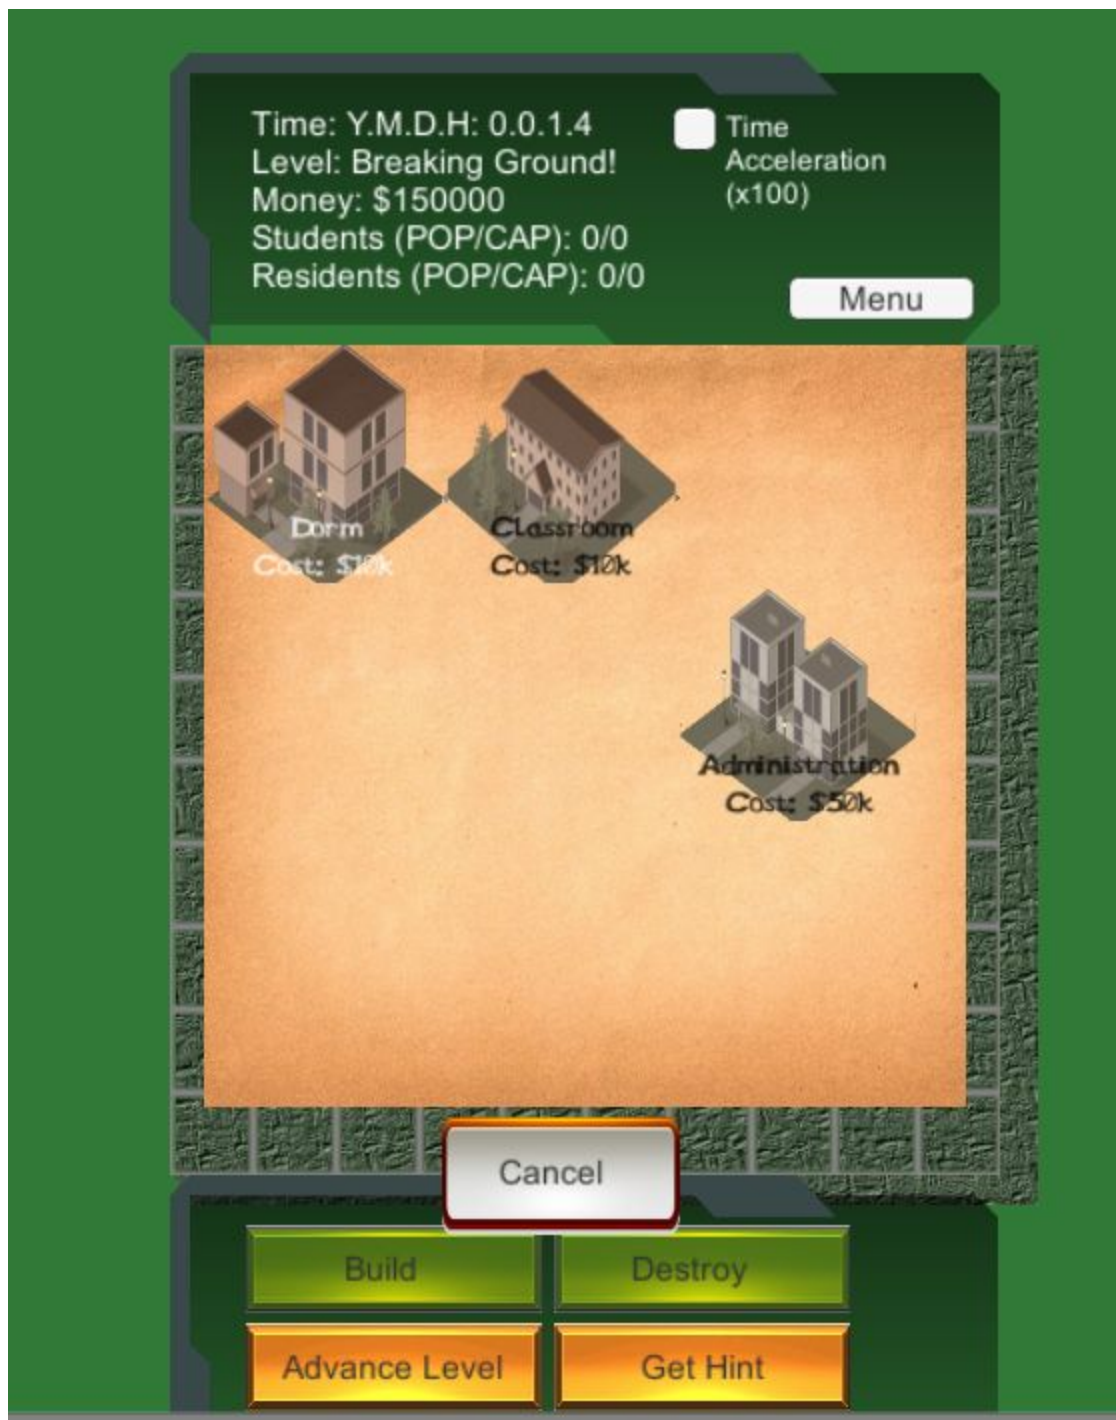 Time: Y.M.D.H: 0.0.1.4
Level: Breaking Ground!
Money: $150000
Students (POP/CAP): 0/0
Residents (POP/CAP): 0/0
Time
Acceleration
(x100)
Menu
Dorm
Cost: $10k
Classroom
Cost: $10k
Administration
Cost: $50k
Cancel
Build
Destroy
Advance Level
Get Hint